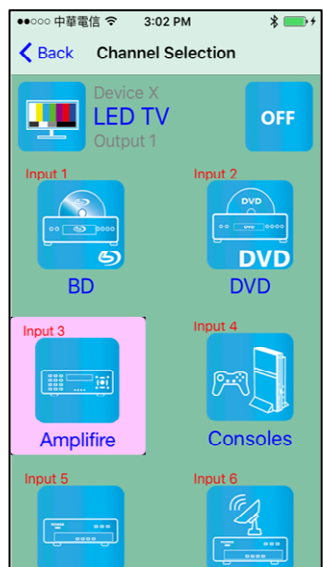 中華電信 3:02 PM
Back Channel Selection
Device X
LED TV
Output 1
OFF
Input 1 Input 2
DVD
DVD
BD DVD
Input 3 Input 4
Amplifire Consoles
Input 5 Input 6